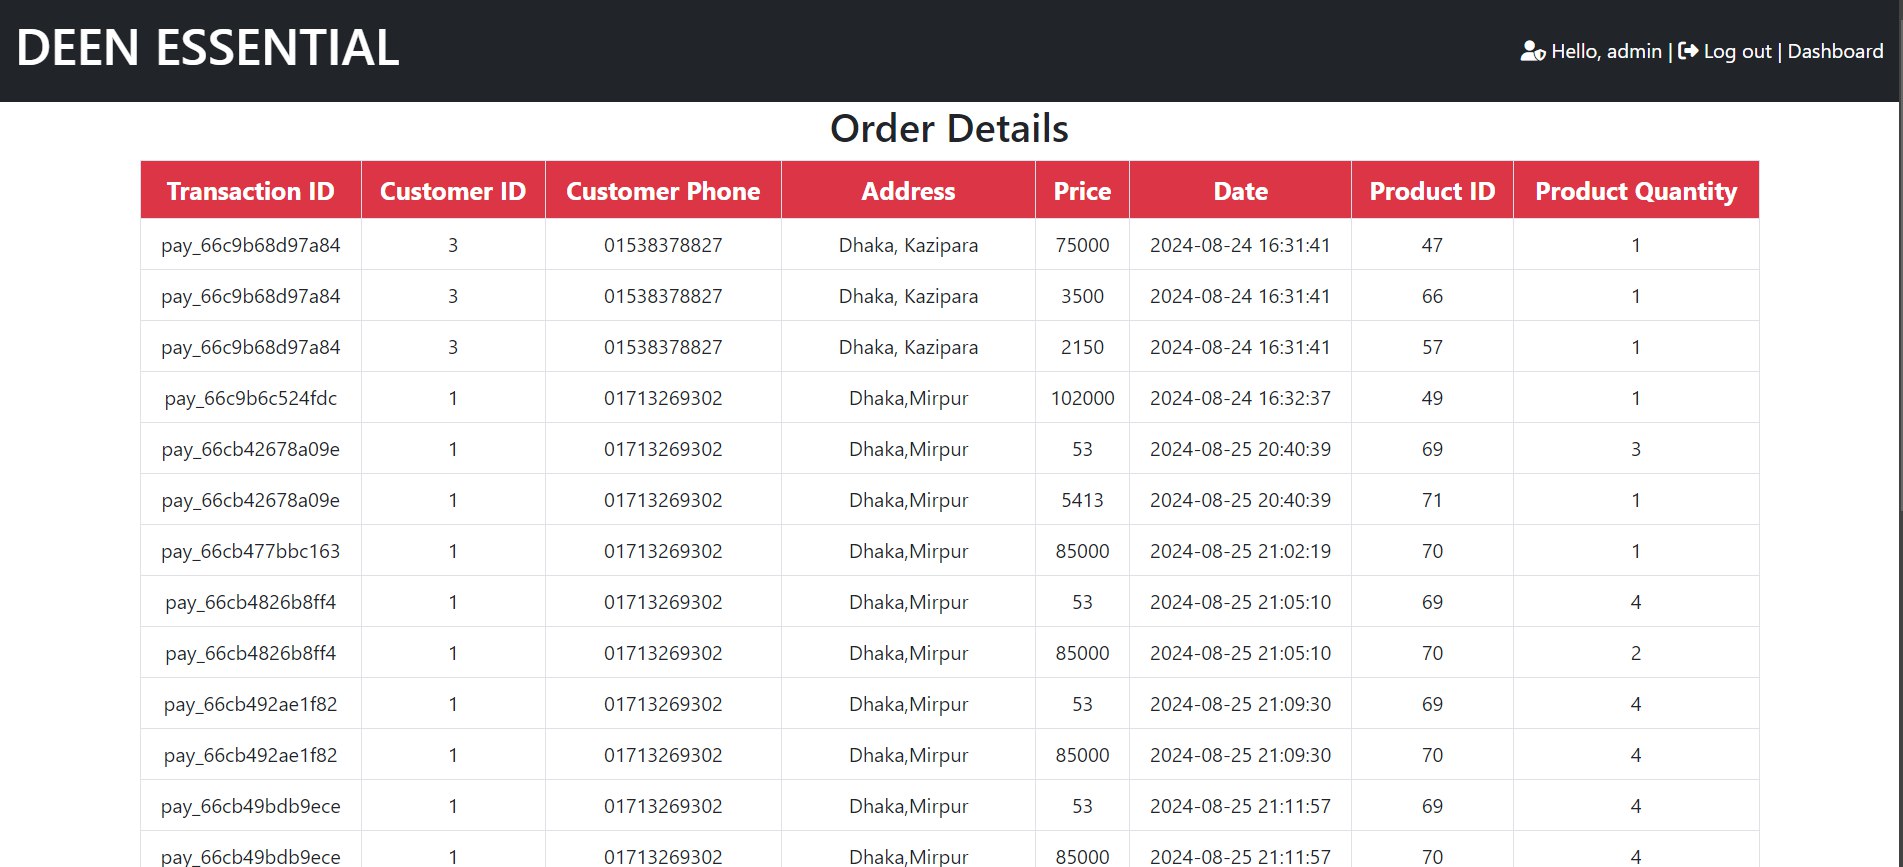 DEEN ESSENTIAL
Hello, admin | Log out | Dashboard
Order Details
Transaction ID Customer ID Customer Phone Address Price Date Product ID Product Quantity
pay_66c9b68d97a84 3 01538378827 Dhaka, Kazipara 75000 2024-08-24 16:31:41 47 1
pay_66c9b68d97a84 3 01538378827 Dhaka, Kazipara 3500 2024-08-24 16:31:41 66 1
pay_66c9b68d97a84 3 01538378827 Dhaka, Kazipara 2150 2024-08-24 16:31:41 57 1
pay_66c9b6c524fdc 1 01713269302 Dhaka,Mirpur 102000 2024-08-24 16:32:37 49 1
pay_66cb42678a09e 1 01713269302 Dhaka,Mirpur 53 2024-08-25 20:40:39 69 3
pay_66cb42678a09e 1 01713269302 Dhaka,Mirpur 5413 2024-08-25 20:40:39 71 1
pay_66cb477bbc163 1 01713269302 Dhaka,Mirpur 85000 2024-08-25 21:02:19 70 1
pay_66cb4826b8ff4 1 01713269302 Dhaka,Mirpur 53 2024-08-25 21:05:10 69 4
pay_66cb4826b8ff4 1 01713269302 Dhaka,Mirpur 85000 2024-08-25 21:05:10 70 2
pay_66cb492ae1f82 1 01713269302 Dhaka,Mirpur 53 2024-08-25 21:09:30 69 4
pay_66cb492ae1f82 1 01713269302 Dhaka,Mirpur 85000 2024-08-25 21:09:30 70 4
pay_66cb49bdb9ece 1 01713269302 Dhaka,Mirpur 53 2024-08-25 21:11:57 69 4
pay_66cb49bdb9ece 1 01713269302 Dhaka,Mirpur 85000 2024-08-25 21:11:57 70 4